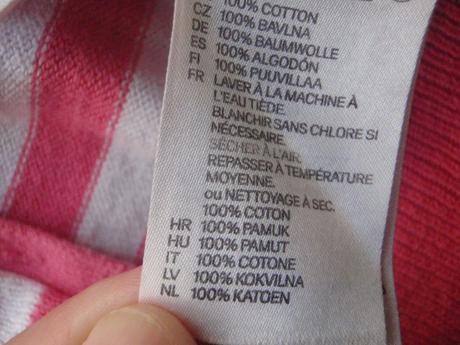 100% COTTON
CZ 100% BAVLNA
DE 100% BAUMWOLLE
ES 100% ALGODÓN
FI 100% PUUVILLAA
FR LAVER À LA MACHINE À
L'EAU TIÈDE.
BLANCHIR SANS CHLORE SI
NÉCESSAIRE.
SÉCHER À L'AIR.
REPASSER À TEMPÉRATURE
MOYENNE.
ou NETTOYAGE À SEC.
100% COTON
HR 100% PAMUK
HU 100% PAMUT
IT 100% COTONE
LV 100% KOKVILNA
NL 100% KATOEN